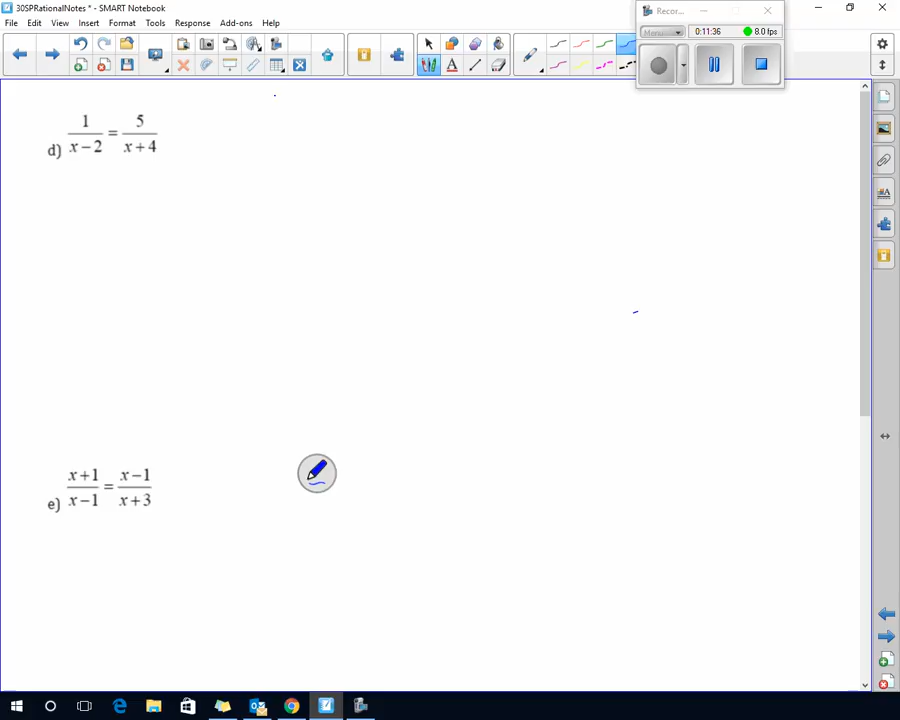 30SPRationalNotes * - SMART Notebook
File Edit View Insert Format Tools Response Add-ons Help
Recor...
Menu 0:11:36 8.0 fps
d) 1/(x-2) = 5/(x+4)
e) (x+1)/(x-1) = (x-1)/(x+3)